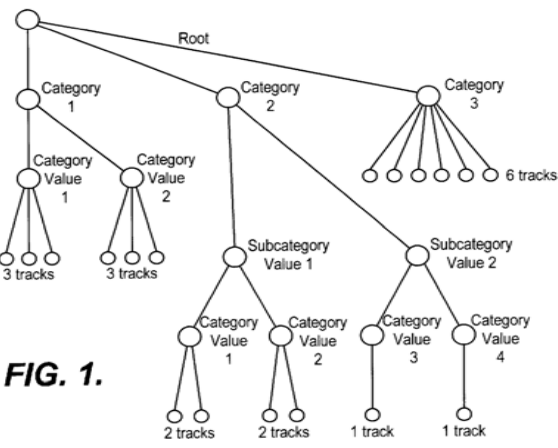 Root
Category
1
Category
2
Category
3
Category
Value
1
Category
Value
2
6 tracks
3 tracks
3 tracks
Subcategory
Value 1
Subcategory
Value 2
Category
Value
1
Category
Value
2
Category
Value
3
Category
Value
4
FIG. 1.
2 tracks
2 tracks
1 track
1 track